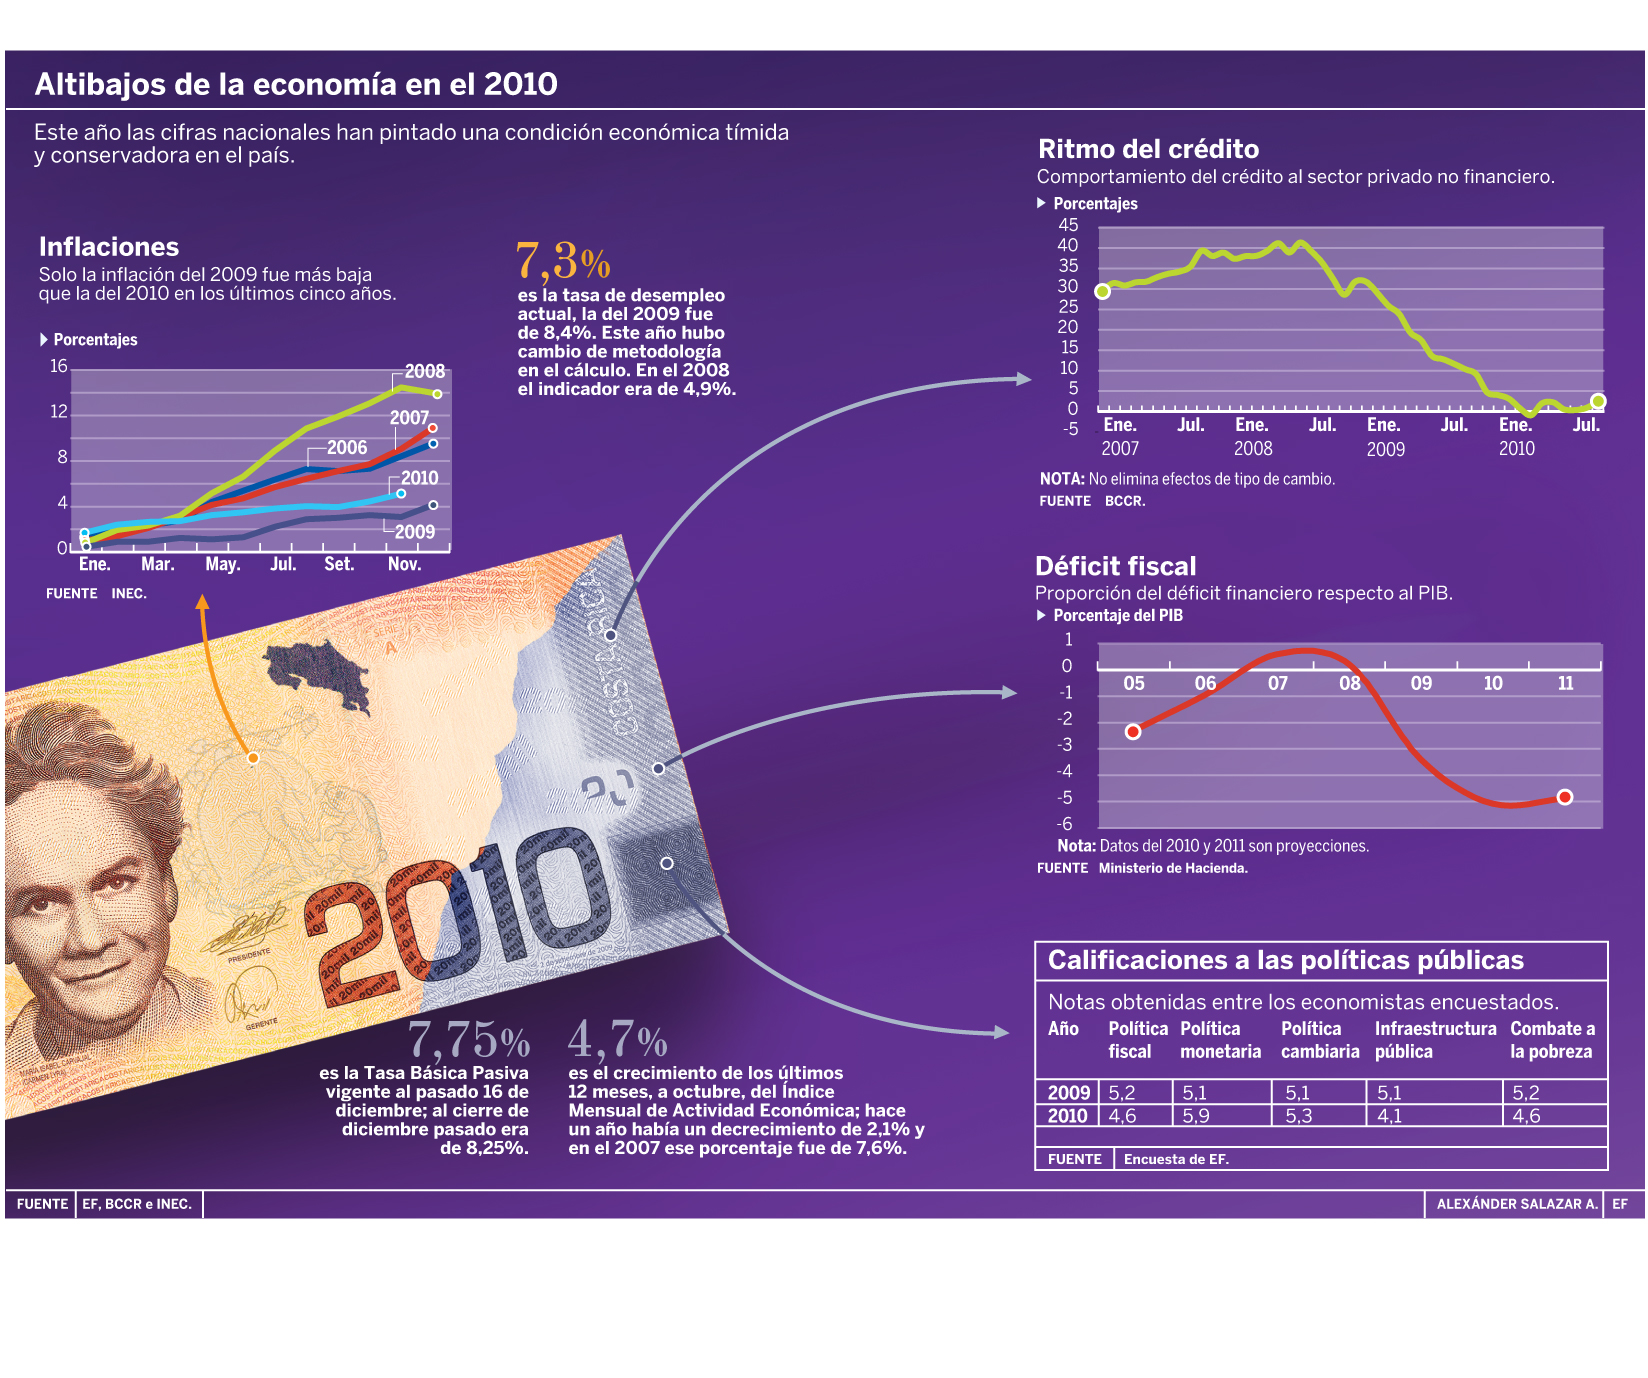 Altibajos de la economía en el 2010
Este año las cifras nacionales han pintado una condición económica tímida
y conservadora en el país.
Inflaciones
Solo la inflación del 2009 fue más baja
que la del 2010 en los últimos cinco años.
Porcentajes
16
12
8
4
0
2008
2007
2006
2010
2009
Ene. Mar. May. Jul. Set. Nov.
FUENTE INEC.
7,3%
es la tasa de desempleo
actual, la del 2009 fue
de 8,4%. Este año hubo
cambio de metodología
en el cálculo. En el 2008
el indicador era de 4,9%.
Ritmo del crédito
Comportamiento del crédito al sector privado no financiero.
Porcentajes
45
40
35
30
25
20
15
10
5
0
-5
Ene. Jul. Ene. Jul. Ene. Jul. Ene. Jul.
2007 2008 2009 2010
NOTA: No elimina efectos de tipo de cambio.
FUENTE BCCR.
Déficit fiscal
Proporción del déficit financiero respecto al PIB.
Porcentaje del PIB
1
0
-1
-2
-3
-4
-5
-6
05 06 07 08 09 10 11
Nota: Datos del 2010 y 2011 son proyecciones.
FUENTE Ministerio de Hacienda.
SERIE
A
COSTA RICA
20
2010
PRESIDENTE
GERENTE
MARÍA ISABEL CARVAJAL
(CARMEN LYRA)
7,75%
es la Tasa Básica Pasiva
vigente al pasado 16 de
diciembre; al cierre de
diciembre pasado era
de 8,25%.
4,7%
es el crecimiento de los últimos
12 meses, a octubre, del Índice
Mensual de Actividad Económica; hace
un año había un decrecimiento de 2,1% y
en el 2007 ese porcentaje fue de 7,6%.
Calificaciones a las políticas públicas
Notas obtenidas entre los economistas encuestados.
Año Política Política Política Infraestructura Combate a
fiscal monetaria cambiaria pública la pobreza
2009 5,2 5,1 5,1 5,1 5,2
2010 4,6 5,9 5,3 4,1 4,6
FUENTE Encuesta de EF.
FUENTE EF, BCCR e INEC.
ALEXÁNDER SALAZAR A. EF